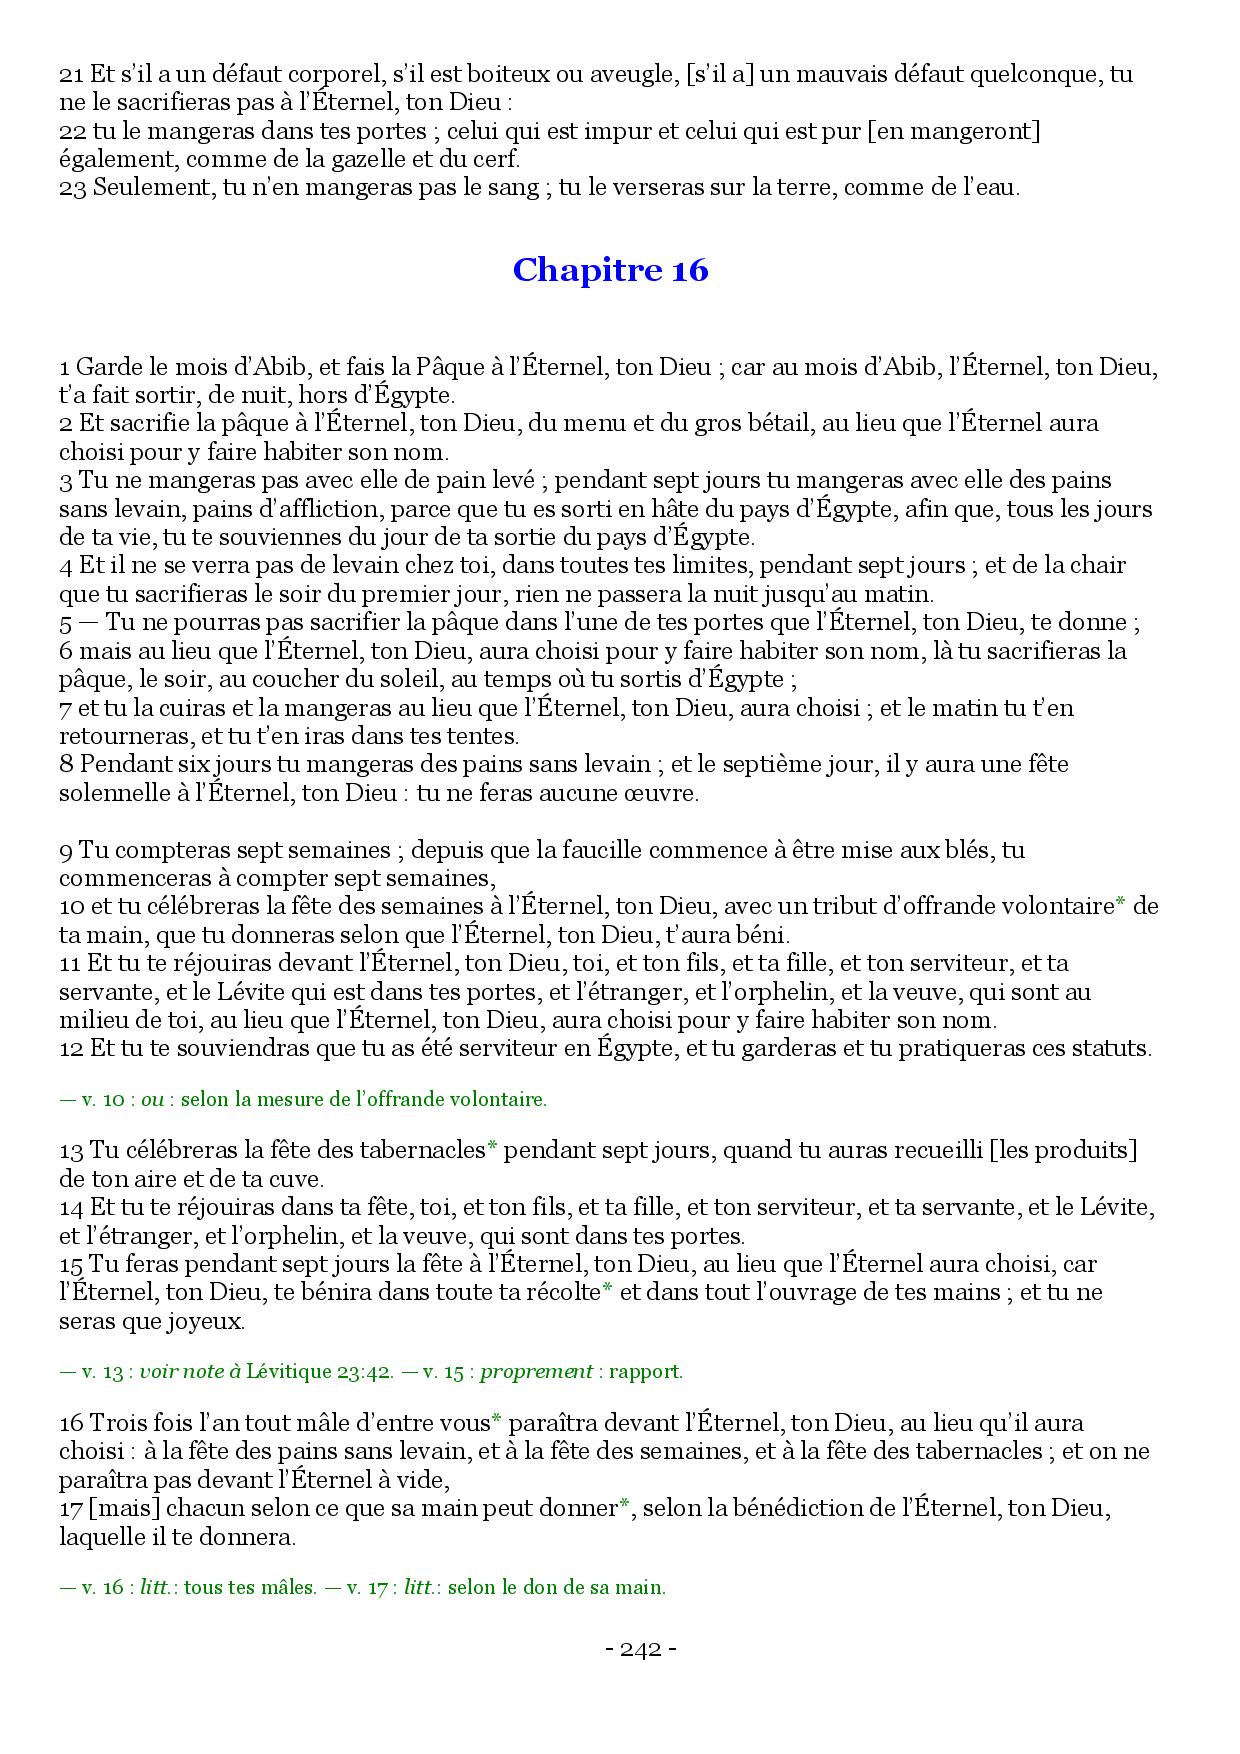 21 Et s’il a un défaut corporel, s’il est boiteux ou aveugle, [s’il a] un mauvais défaut quelconque, tu
ne le sacrifieras pas à l’Éternel, ton Dieu :
22 tu le mangeras dans tes portes ; celui qui est impur et celui qui est pur [en mangeront]
également, comme de la gazelle et du cerf.
23 Seulement, tu n’en mangeras pas le sang ; tu le verseras sur la terre, comme de l’eau.
Chapitre 16
1 Garde le mois d’Abib, et fais la Pâque à l’Éternel, ton Dieu ; car au mois d’Abib, l’Éternel, ton Dieu,
t’a fait sortir, de nuit, hors d’Égypte.
2 Et sacrifie la pâque à l’Éternel, ton Dieu, du menu et du gros bétail, au lieu que l’Éternel aura
choisi pour y faire habiter son nom.
3 Tu ne mangeras pas avec elle de pain levé ; pendant sept jours tu mangeras avec elle des pains
sans levain, pains d’affliction, parce que tu es sorti en hâte du pays d’Égypte, afin que, tous les jours
de ta vie, tu te souviennes du jour de ta sortie du pays d’Égypte.
4 Et il ne se verra pas de levain chez toi, dans toutes tes limites, pendant sept jours ; et de la chair
que tu sacrifieras le soir du premier jour, rien ne passera la nuit jusqu’au matin.
5 — Tu ne pourras pas sacrifier la pâque dans l’une de tes portes que l’Éternel, ton Dieu, te donne ;
6 mais au lieu que l’Éternel, ton Dieu, aura choisi pour y faire habiter son nom, là tu sacrifieras la
pâque, le soir, au coucher du soleil, au temps où tu sortis d’Égypte ;
7 et tu la cuiras et la mangeras au lieu que l’Éternel, ton Dieu, aura choisi ; et le matin tu t’en
retourneras, et tu t’en iras dans tes tentes.
8 Pendant six jours tu mangeras des pains sans levain ; et le septième jour, il y aura une fête
solennelle à l’Éternel, ton Dieu : tu ne feras aucune œuvre.
9 Tu compteras sept semaines ; depuis que la faucille commence à être mise aux blés, tu
commenceras à compter sept semaines,
10 et tu célébreras la fête des semaines à l’Éternel, ton Dieu, avec un tribut d’offrande volontaire* de
ta main, que tu donneras selon que l’Éternel, ton Dieu, t’aura béni.
11 Et tu te réjouiras devant l’Éternel, ton Dieu, toi, et ton fils, et ta fille, et ton serviteur, et ta
servante, et le Lévite qui est dans tes portes, et l’étranger, et l’orphelin, et la veuve, qui sont au
milieu de toi, au lieu que l’Éternel, ton Dieu, aura choisi pour y faire habiter son nom.
12 Et tu te souviendras que tu as été serviteur en Égypte, et tu garderas et tu pratiqueras ces statuts.
— v. 10 : ou : selon la mesure de l’offrande volontaire.
13 Tu célébreras la fête des tabernacles* pendant sept jours, quand tu auras recueilli [les produits]
de ton aire et de ta cuve.
14 Et tu te réjouiras dans ta fête, toi, et ton fils, et ta fille, et ton serviteur, et ta servante, et le Lévite,
et l’étranger, et l’orphelin, et la veuve, qui sont dans tes portes.
15 Tu feras pendant sept jours la fête à l’Éternel, ton Dieu, au lieu que l’Éternel aura choisi, car
l’Éternel, ton Dieu, te bénira dans toute ta récolte* et dans tout l’ouvrage de tes mains ; et tu ne
seras que joyeux.
— v. 13 : voir note à Lévitique 23:42. — v. 15 : proprement : rapport.
16 Trois fois l’an tout mâle d’entre vous* paraîtra devant l’Éternel, ton Dieu, au lieu qu’il aura
choisi : à la fête des pains sans levain, et à la fête des semaines, et à la fête des tabernacles ; et on ne
paraîtra pas devant l’Éternel à vide,
17 [mais] chacun selon ce que sa main peut donner*, selon la bénédiction de l’Éternel, ton Dieu,
laquelle il te donnera.
— v. 16 : litt.: tous tes mâles. — v. 17 : litt.: selon le don de sa main.
- 242 -